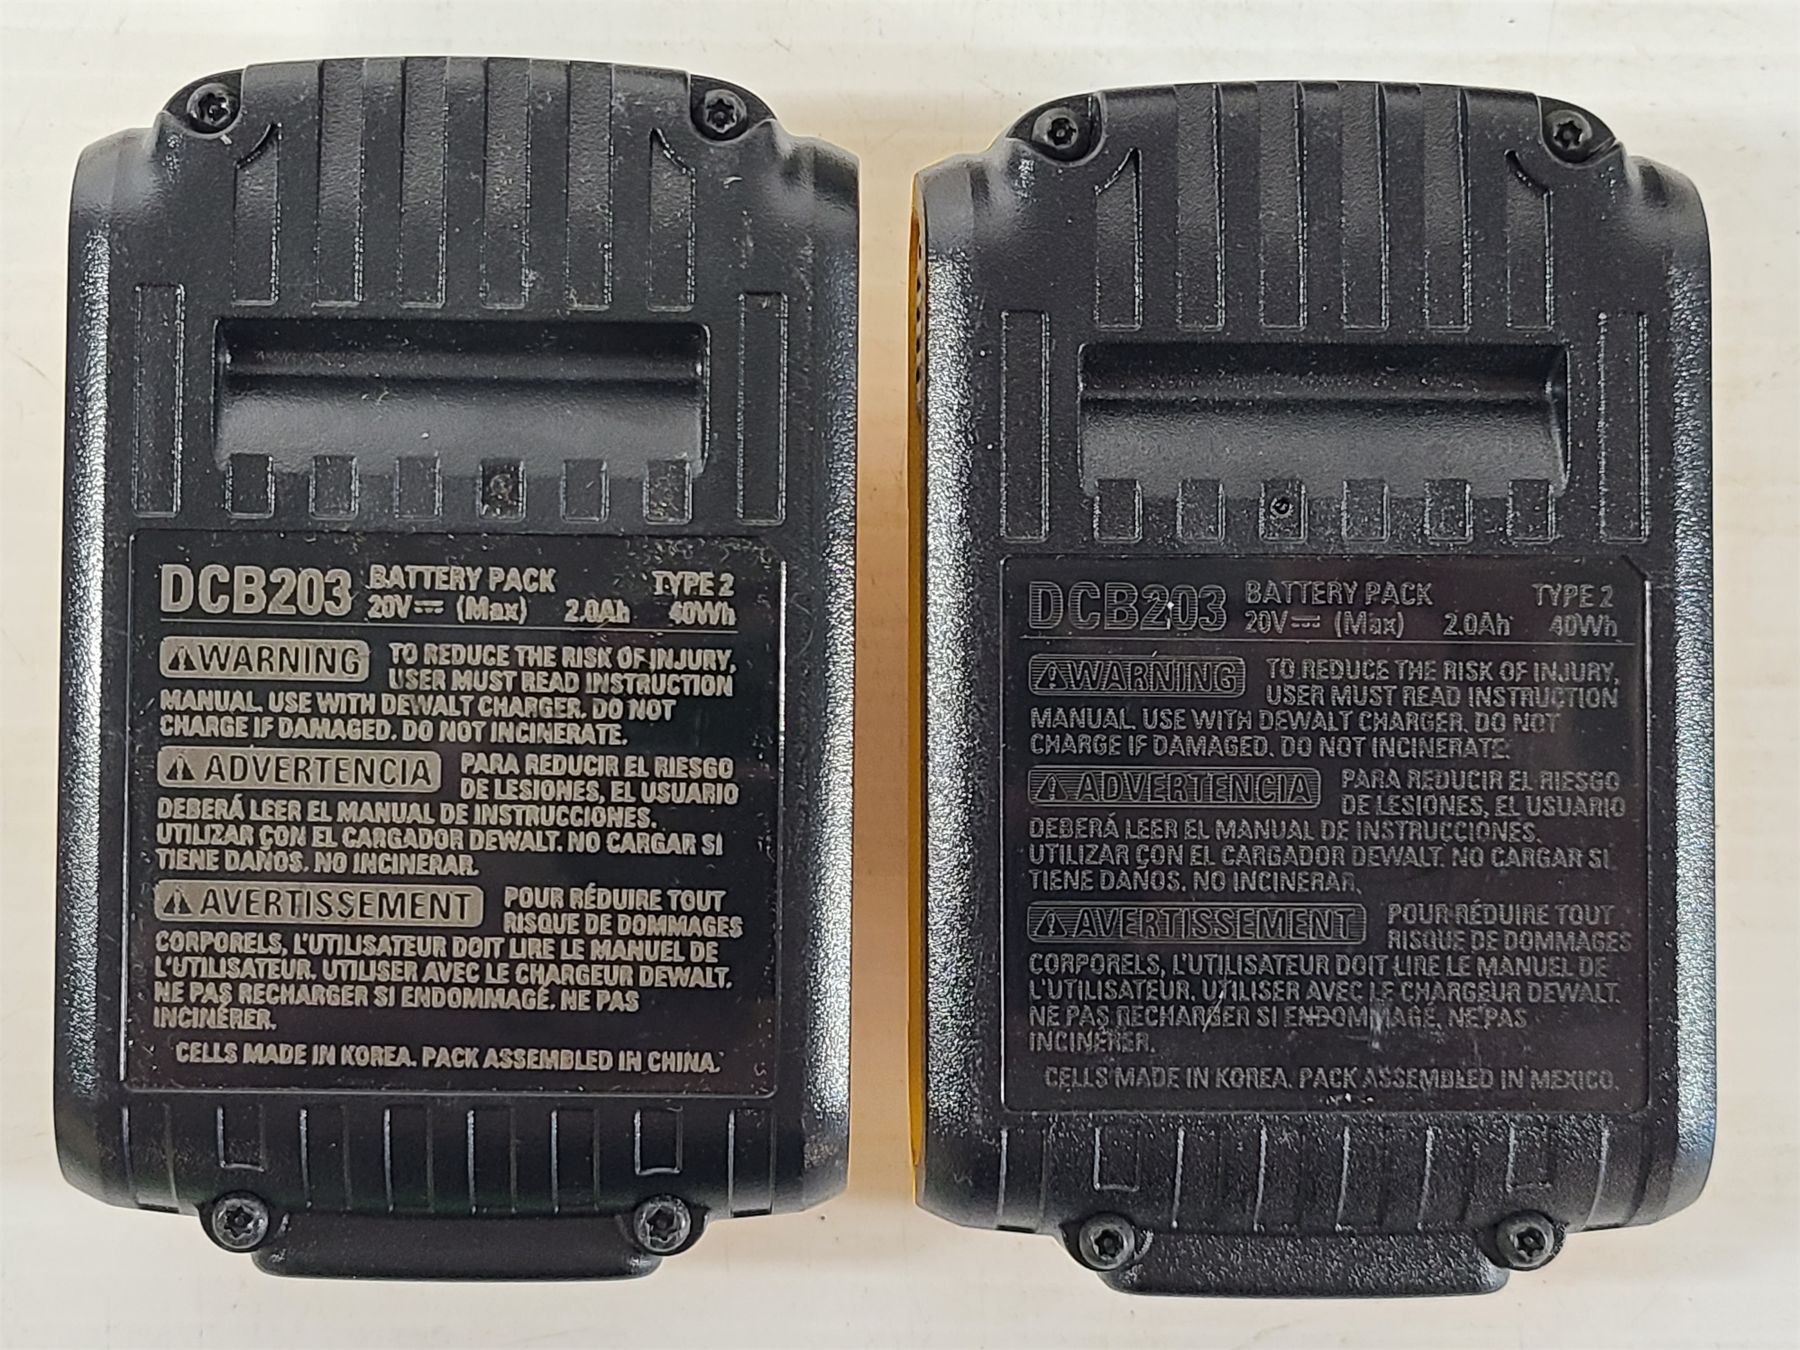 DCB203 BATTERY PACK TYPE 2
20V⎓ (Max) 2.0Ah 40Wh
⚠WARNING TO REDUCE THE RISK OF INJURY,
USER MUST READ INSTRUCTION
MANUAL. USE WITH DEWALT CHARGER. DO NOT
CHARGE IF DAMAGED. DO NOT INCINERATE.
⚠ ADVERTENCIA PARA REDUCIR EL RIESGO
DE LESIONES, EL USUARIO
DEBERÁ LEER EL MANUAL DE INSTRUCCIONES.
UTILIZAR CON EL CARGADOR DEWALT. NO CARGAR SI
TIENE DAÑOS. NO INCINERAR.
⚠ AVERTISSEMENT POUR RÉDUIRE TOUT
RISQUE DE DOMMAGES
CORPORELS, L'UTILISATEUR DOIT LIRE LE MANUEL DE
L'UTILISATEUR. UTILISER AVEC LE CHARGEUR DEWALT.
NE PAS RECHARGER SI ENDOMMAGÉ. NE PAS
INCINÉRER.
CELLS MADE IN KOREA. PACK ASSEMBLED IN CHINA.
DCB203 BATTERY PACK TYPE 2
20V⎓ (Max) 2.0Ah 40Wh
⚠WARNING TO REDUCE THE RISK OF INJURY,
USER MUST READ INSTRUCTION
MANUAL. USE WITH DEWALT CHARGER. DO NOT
CHARGE IF DAMAGED. DO NOT INCINERATE.
⚠ ADVERTENCIA PARA REDUCIR EL RIESGO
DE LESIONES, EL USUARIO
DEBERÁ LEER EL MANUAL DE INSTRUCCIONES.
UTILIZAR CON EL CARGADOR DEWALT. NO CARGAR SI
TIENE DAÑOS. NO INCINERAR.
⚠ AVERTISSEMENT POUR RÉDUIRE TOUT
RISQUE DE DOMMAGES
CORPORELS, L'UTILISATEUR DOIT LIRE LE MANUEL DE
L'UTILISATEUR. UTILISER AVEC LE CHARGEUR DEWALT.
NE PAS RECHARGER SI ENDOMMAGÉ. NE PAS
INCINÉRER.
CELLS MADE IN KOREA. PACK ASSEMBLED IN MEXICO.